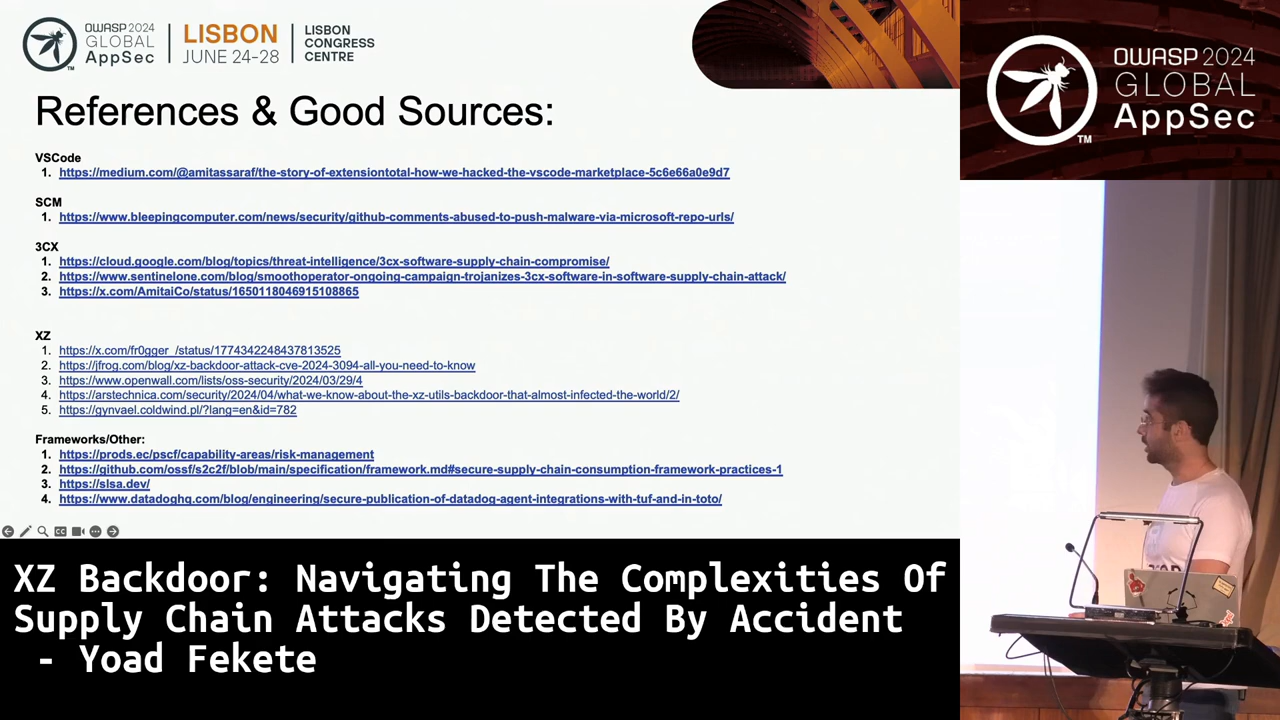 OWASP 2024
GLOBAL
AppSec
TM
LISBON
JUNE 24-28
LISBON
CONGRESS
CENTRE
References & Good Sources:
VSCode
1. https://medium.com/@amitassaraf/the-story-of-extensiontotal-how-we-hacked-the-vscode-marketplace-5c6e66a0e9d7
SCM
1. https://www.bleepingcomputer.com/news/security/github-comments-abused-to-push-malware-via-microsoft-repo-urls/
3CX
1. https://cloud.google.com/blog/topics/threat-intelligence/3cx-software-supply-chain-compromise/
2. https://www.sentinelone.com/blog/smoothoperator-ongoing-campaign-trojanizes-3cx-software-in-software-supply-chain-attack/
3. https://x.com/AmitaiCo/status/1650118046915108865
XZ
1. https://x.com/fr0gger_/status/1774342248437813525
2. https://jfrog.com/blog/xz-backdoor-attack-cve-2024-3094-all-you-need-to-know
3. https://www.openwall.com/lists/oss-security/2024/03/29/4
4. https://arstechnica.com/security/2024/04/what-we-know-about-the-xz-utils-backdoor-that-almost-infected-the-world/2/
5. https://gynvael.coldwind.pl/?lang=en&id=782
Frameworks/Other:
1. https://prods.ec/pscf/capability-areas/risk-management
2. https://github.com/ossf/s2c2f/blob/main/specification/framework.md#secure-supply-chain-consumption-framework-practices-1
3. https://slsa.dev/
4. https://www.datadoghq.com/blog/engineering/secure-publication-of-datadog-agent-integrations-with-tuf-and-in-toto/
CC
XZ Backdoor: Navigating The Complexities Of
Supply Chain Attacks Detected By Accident
- Yoad Fekete
OWASP 2024
GLOBAL
AppSec
TM